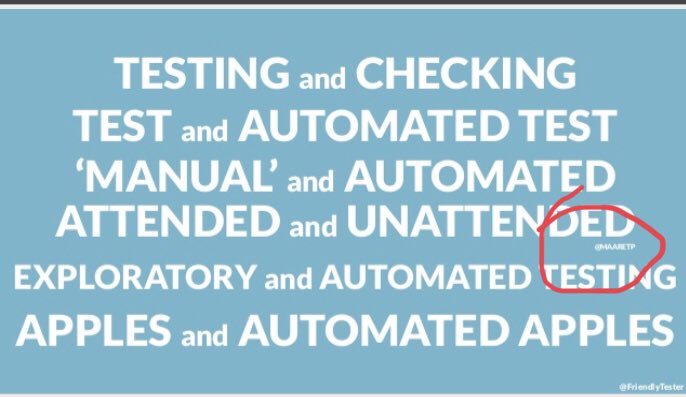 TESTING and CHECKING
TEST and AUTOMATED TEST
‘MANUAL’ and AUTOMATED
ATTENDED and UNATTENDED
@MAARETP
EXPLORATORY and AUTOMATED TESTING
APPLES and AUTOMATED APPLES
@FriendlyTester